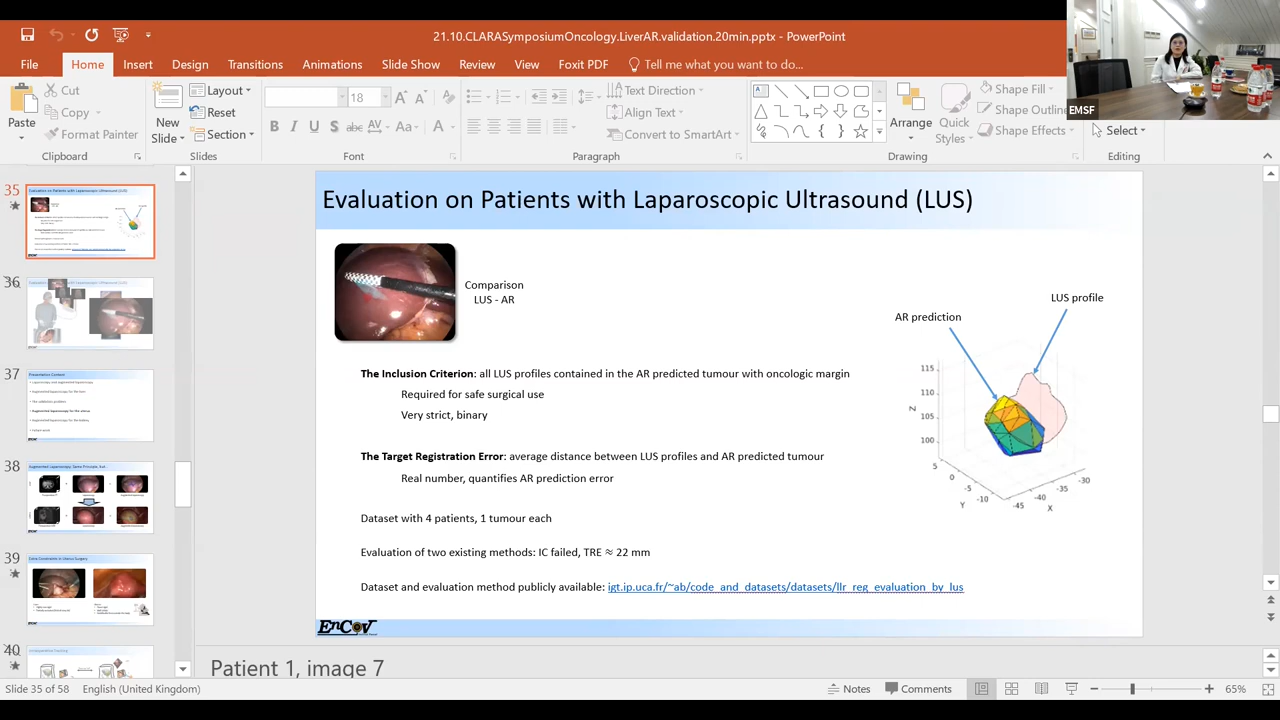 21.10.CLARASymposiumOncology.LiverAR.validation.20min.pptx - PowerPoint
EMSF
File Home Insert Design Transitions Animations Slide Show Review View Foxit PDF Tell me what you want to do...
Paste
Cut
Copy
Format Painter
Clipboard
New Slide
Layout
Reset
Section
Slides
18
Font
Text Direction
Align Text
Convert to SmartArt
Paragraph
Arrange
Quick Styles
Shape Fill
Shape Outlin
Shape Effects
Drawing
Select
Editing
35
36
37
38
39
40
Evaluation on Patients with Laparoscopic Ultrasound (LUS)
Comparison
LUS - AR
LUS profile
AR prediction
The Inclusion Criterion: all LUS profiles contained in the AR predicted tumour with oncologic margin
Required for safe surgical use
Very strict, binary
The Target Registration Error: average distance between LUS profiles and AR predicted tumour
Real number, quantifies AR prediction error
Dataset with 4 patients, 1 tumour each
Evaluation of two existing methods: IC failed, TRE ≈ 22 mm
Dataset and evaluation method publicly available: igt.ip.uca.fr/~ab/code_and_datasets/datasets/llr_reg_evaluation_by_lus
115
110
105
100
Z
5
0
-5
-10
Y
-45
-40
-35
-30
X
EnCoV
Patient 1, image 7
Slide 35 of 58 English (United Kingdom) Notes Comments 65%